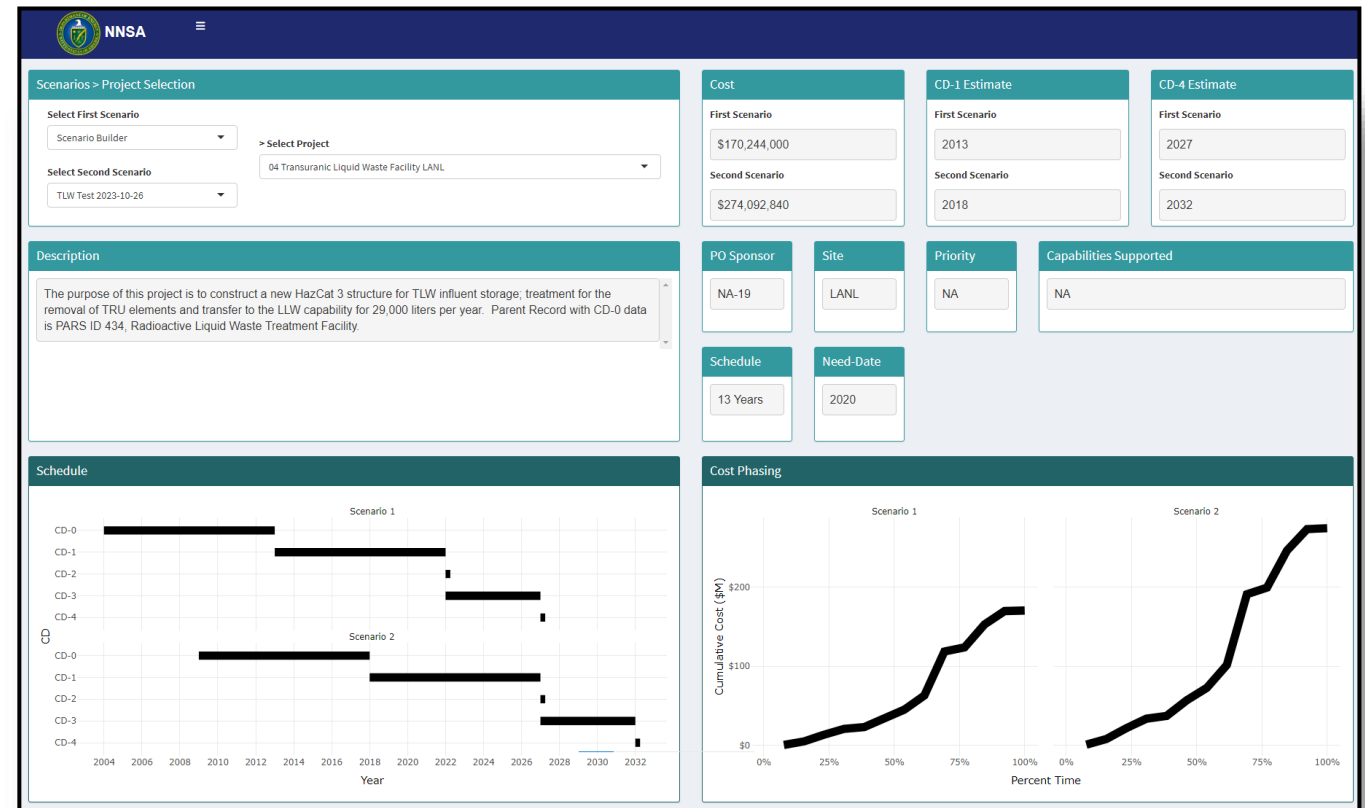 NNSA
Scenarios > Project Selection
Select First Scenario
Scenario Builder
> Select Project
04 Transuranic Liquid Waste Facility LANL
Select Second Scenario
TLW Test 2023-10-26
Cost
First Scenario
$170,244,000
Second Scenario
$274,092,840
CD-1 Estimate
First Scenario
2013
Second Scenario
2018
CD-4 Estimate
First Scenario
2027
Second Scenario
2032
Description
The purpose of this project is to construct a new HazCat 3 structure for TLW influent storage; treatment for the
removal of TRU elements and transfer to the LLW capability for 29,000 liters per year.  Parent Record with CD-0 data
is PARS ID 434, Radioactive Liquid Waste Treatment Facility.
PO Sponsor
NA-19
Site
LANL
Priority
NA
Capabilities Supported
NA
Schedule
13 Years
Need-Date
2020
Schedule
Scenario 1
CD-0
CD-1
CD-2
CD-3
CD-4
CD
Scenario 2
CD-0
CD-1
CD-2
CD-3
CD-4
2004 2006 2008 2010 2012 2014 2016 2018 2020 2022 2024 2026 2028 2030 2032
Year
Cost Phasing
Scenario 1
Scenario 2
Cumulative Cost ($M)
$200
$100
$0
0% 25% 50% 75% 100% 0% 25% 50% 75% 100%
Percent Time